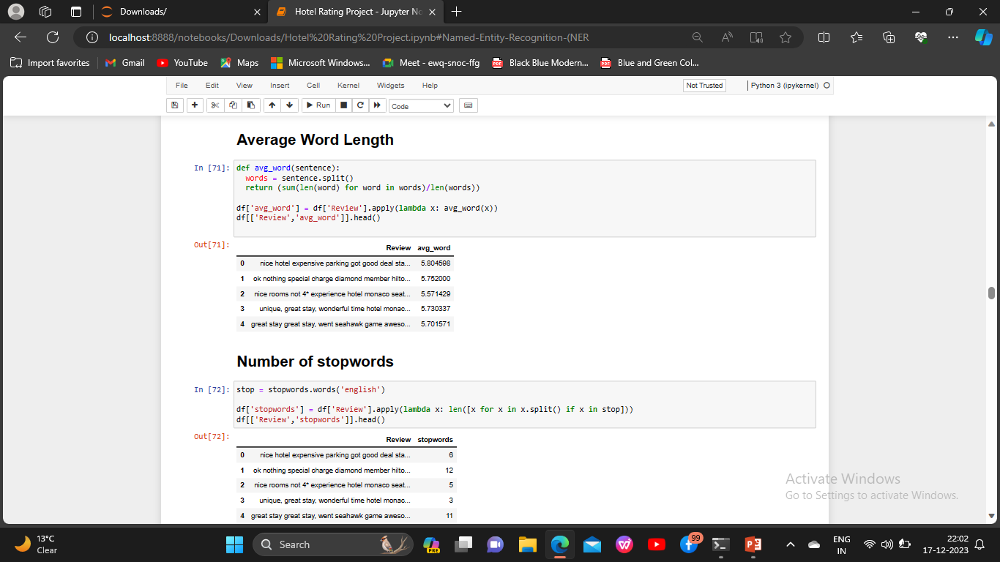 Downloads/
Hotel Rating Project - Jupyter No
localhost:8888/notebooks/Downloads/Hotel%20Rating%20Project.ipynb#Named-Entity-Recognition-(NER
Import favorites
Gmail
YouTube
Maps
Microsoft Windows...
Meet - ewq-snoc-ffg
PDF
Black Blue Modern...
PDF
Blue and Green Col...
File Edit View Insert Cell Kernel Widgets Help
Not Trusted
Python 3 (ipykernel)
Run
Code
Average Word Length
In [71]:
def avg_word(sentence):
words = sentence.split()
return (sum(len(word) for word in words)/len(words))
df['avg_word'] = df['Review'].apply(lambda x: avg_word(x))
df[['Review','avg_word']].head()
Out[71]:
Review avg_word
0 nice hotel expensive parking got good deal sta... 5.804598
1 ok nothing special charge diamond member hilto... 5.752000
2 nice rooms not 4* experience hotel monaco seat... 5.571429
3 unique, great stay, wonderful time hotel monac... 5.730337
4 great stay great stay, went seahawk game aweso... 5.701571
Number of stopwords
In [72]:
stop = stopwords.words('english')
df['stopwords'] = df['Review'].apply(lambda x: len([x for x in x.split() if x in stop]))
df[['Review','stopwords']].head()
Out[72]:
Review stopwords
0 nice hotel expensive parking got good deal sta... 6
1 ok nothing special charge diamond member hilto... 12
2 nice rooms not 4* experience hotel monaco seat... 5
3 unique, great stay, wonderful time hotel monac... 3
4 great stay great stay, went seahawk game aweso... 11
Activate Windows
Go to Settings to activate Windows.
13°C
Clear
Search
PRE
99
ENG
IN
22:02
17-12-2023